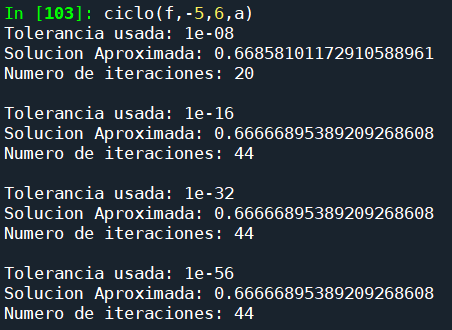 In [103]: ciclo(f,-5,6,a)
Tolerancia usada: 1e-08
Solucion Aproximada: 0.66858101172910588961
Numero de iteraciones: 20
Tolerancia usada: 1e-16
Solucion Aproximada: 0.66666895389209268608
Numero de iteraciones: 44
Tolerancia usada: 1e-32
Solucion Aproximada: 0.66666895389209268608
Numero de iteraciones: 44
Tolerancia usada: 1e-56
Solucion Aproximada: 0.66666895389209268608
Numero de iteraciones: 44